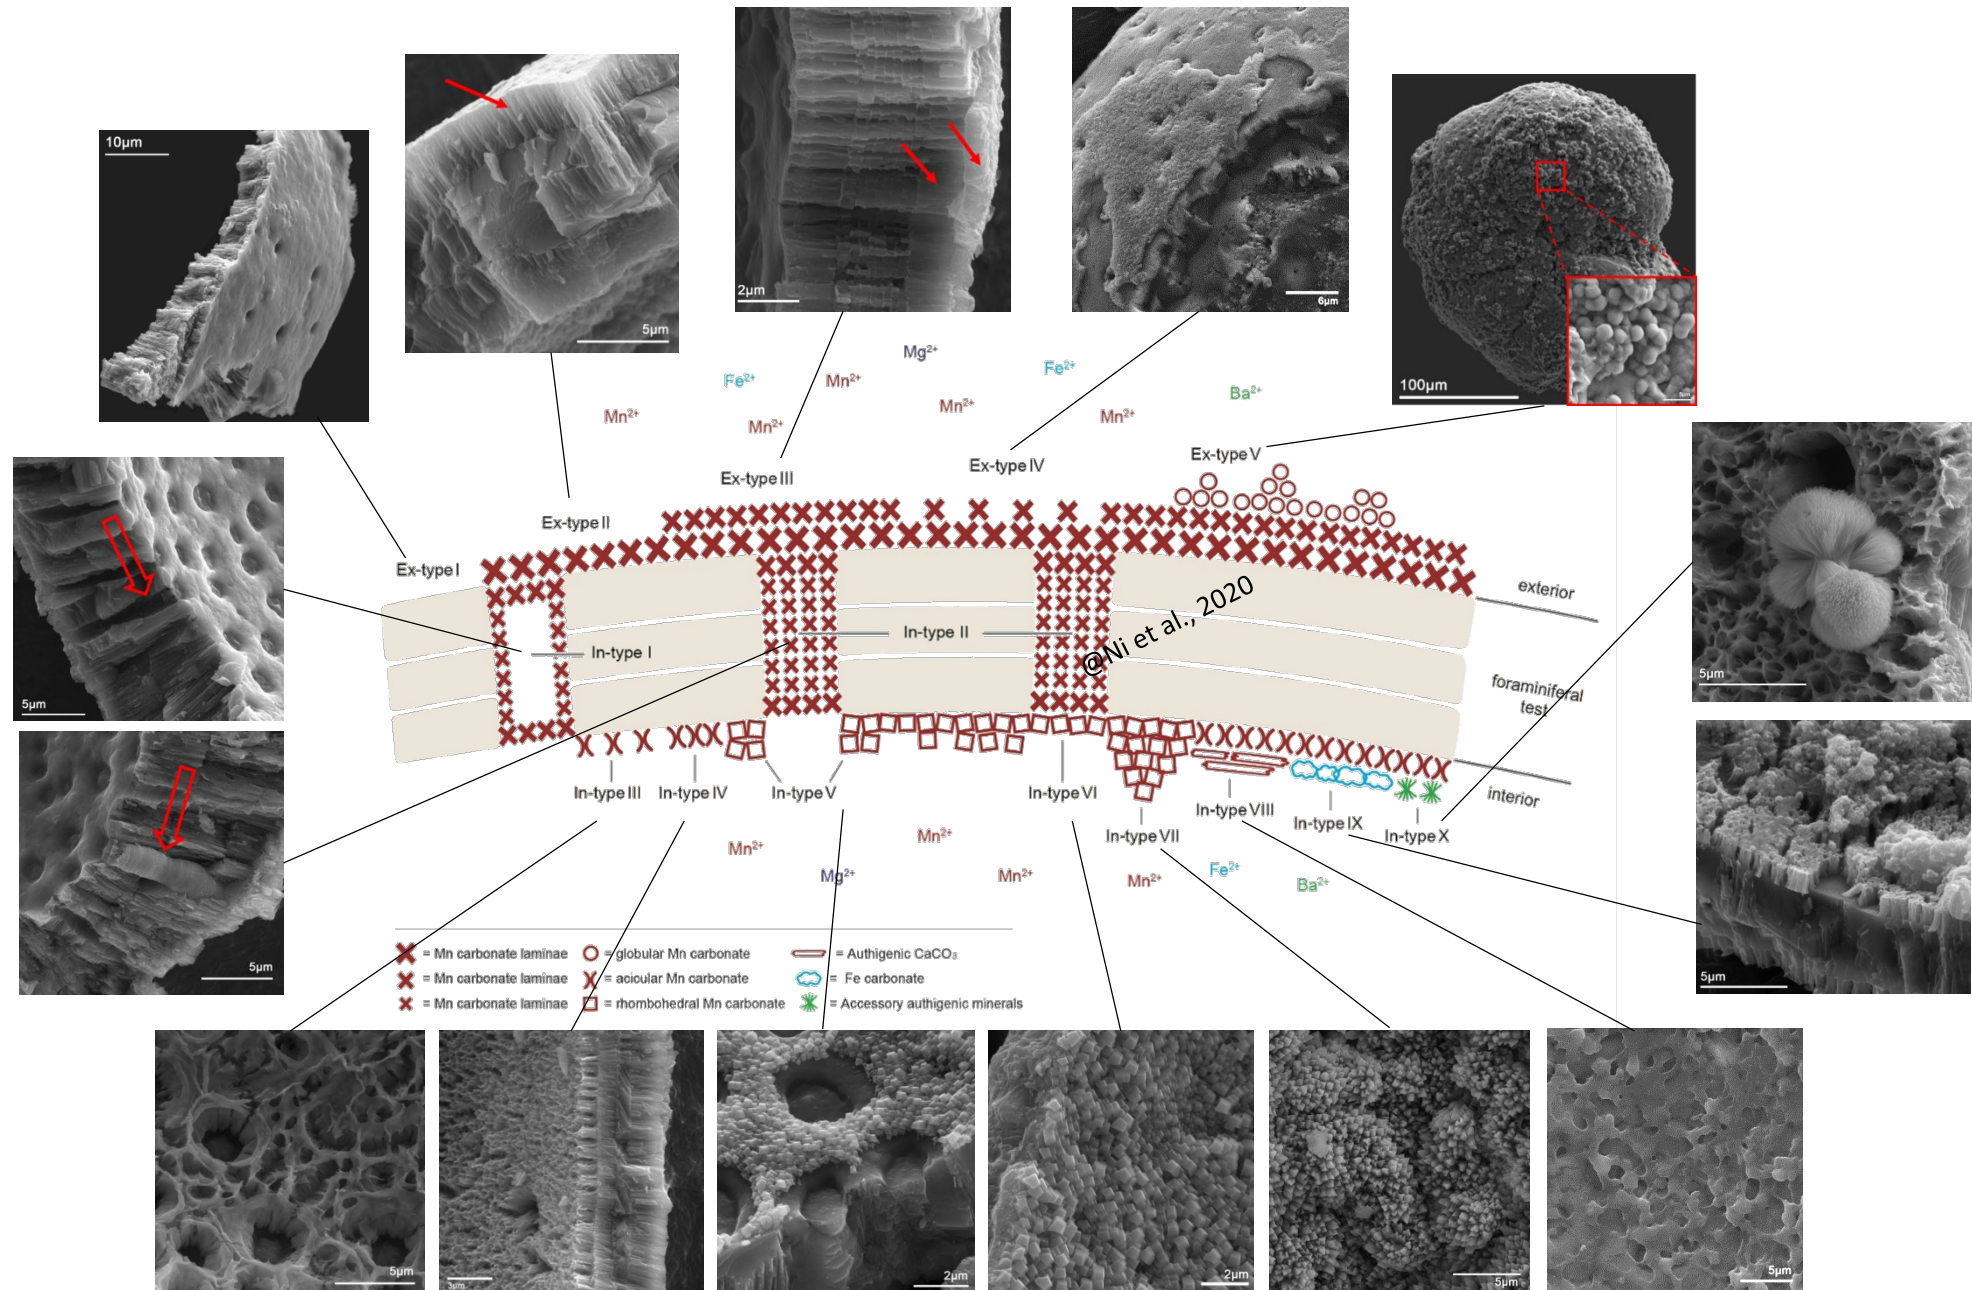 10µm
5µm
2µm
6µm
100µm
Mg²⁺
Fe²⁺
Mn²⁺
Fe²⁺
Ba²⁺
Mn²⁺
Mn²⁺
Mn²⁺
Mn²⁺
Ex-type V
Ex-type IV
Ex-type III
Ex-type II
Ex-type I
exterior
@Ni et al., 2020
In-type II
In-type I
foraminiferal
test
5µm
5µm
In-type III
In-type IV
In-type V
In-type VI
In-type VII
In-type VIII
In-type IX
In-type X
interior
Mn²⁺
Mn²⁺
Mg²⁺
Mn²⁺
Mn²⁺
Fe²⁺
Ba²⁺
5µm
5µm
= Mn carbonate laminae
= globular Mn carbonate
= Authigenic CaCO₃
= Mn carbonate laminae
= acicular Mn carbonate
= Fe carbonate
= Mn carbonate laminae
= rhombohedral Mn carbonate
= Accessory authigenic minerals
5µm
3µm
2µm
2µm
5µm
5µm